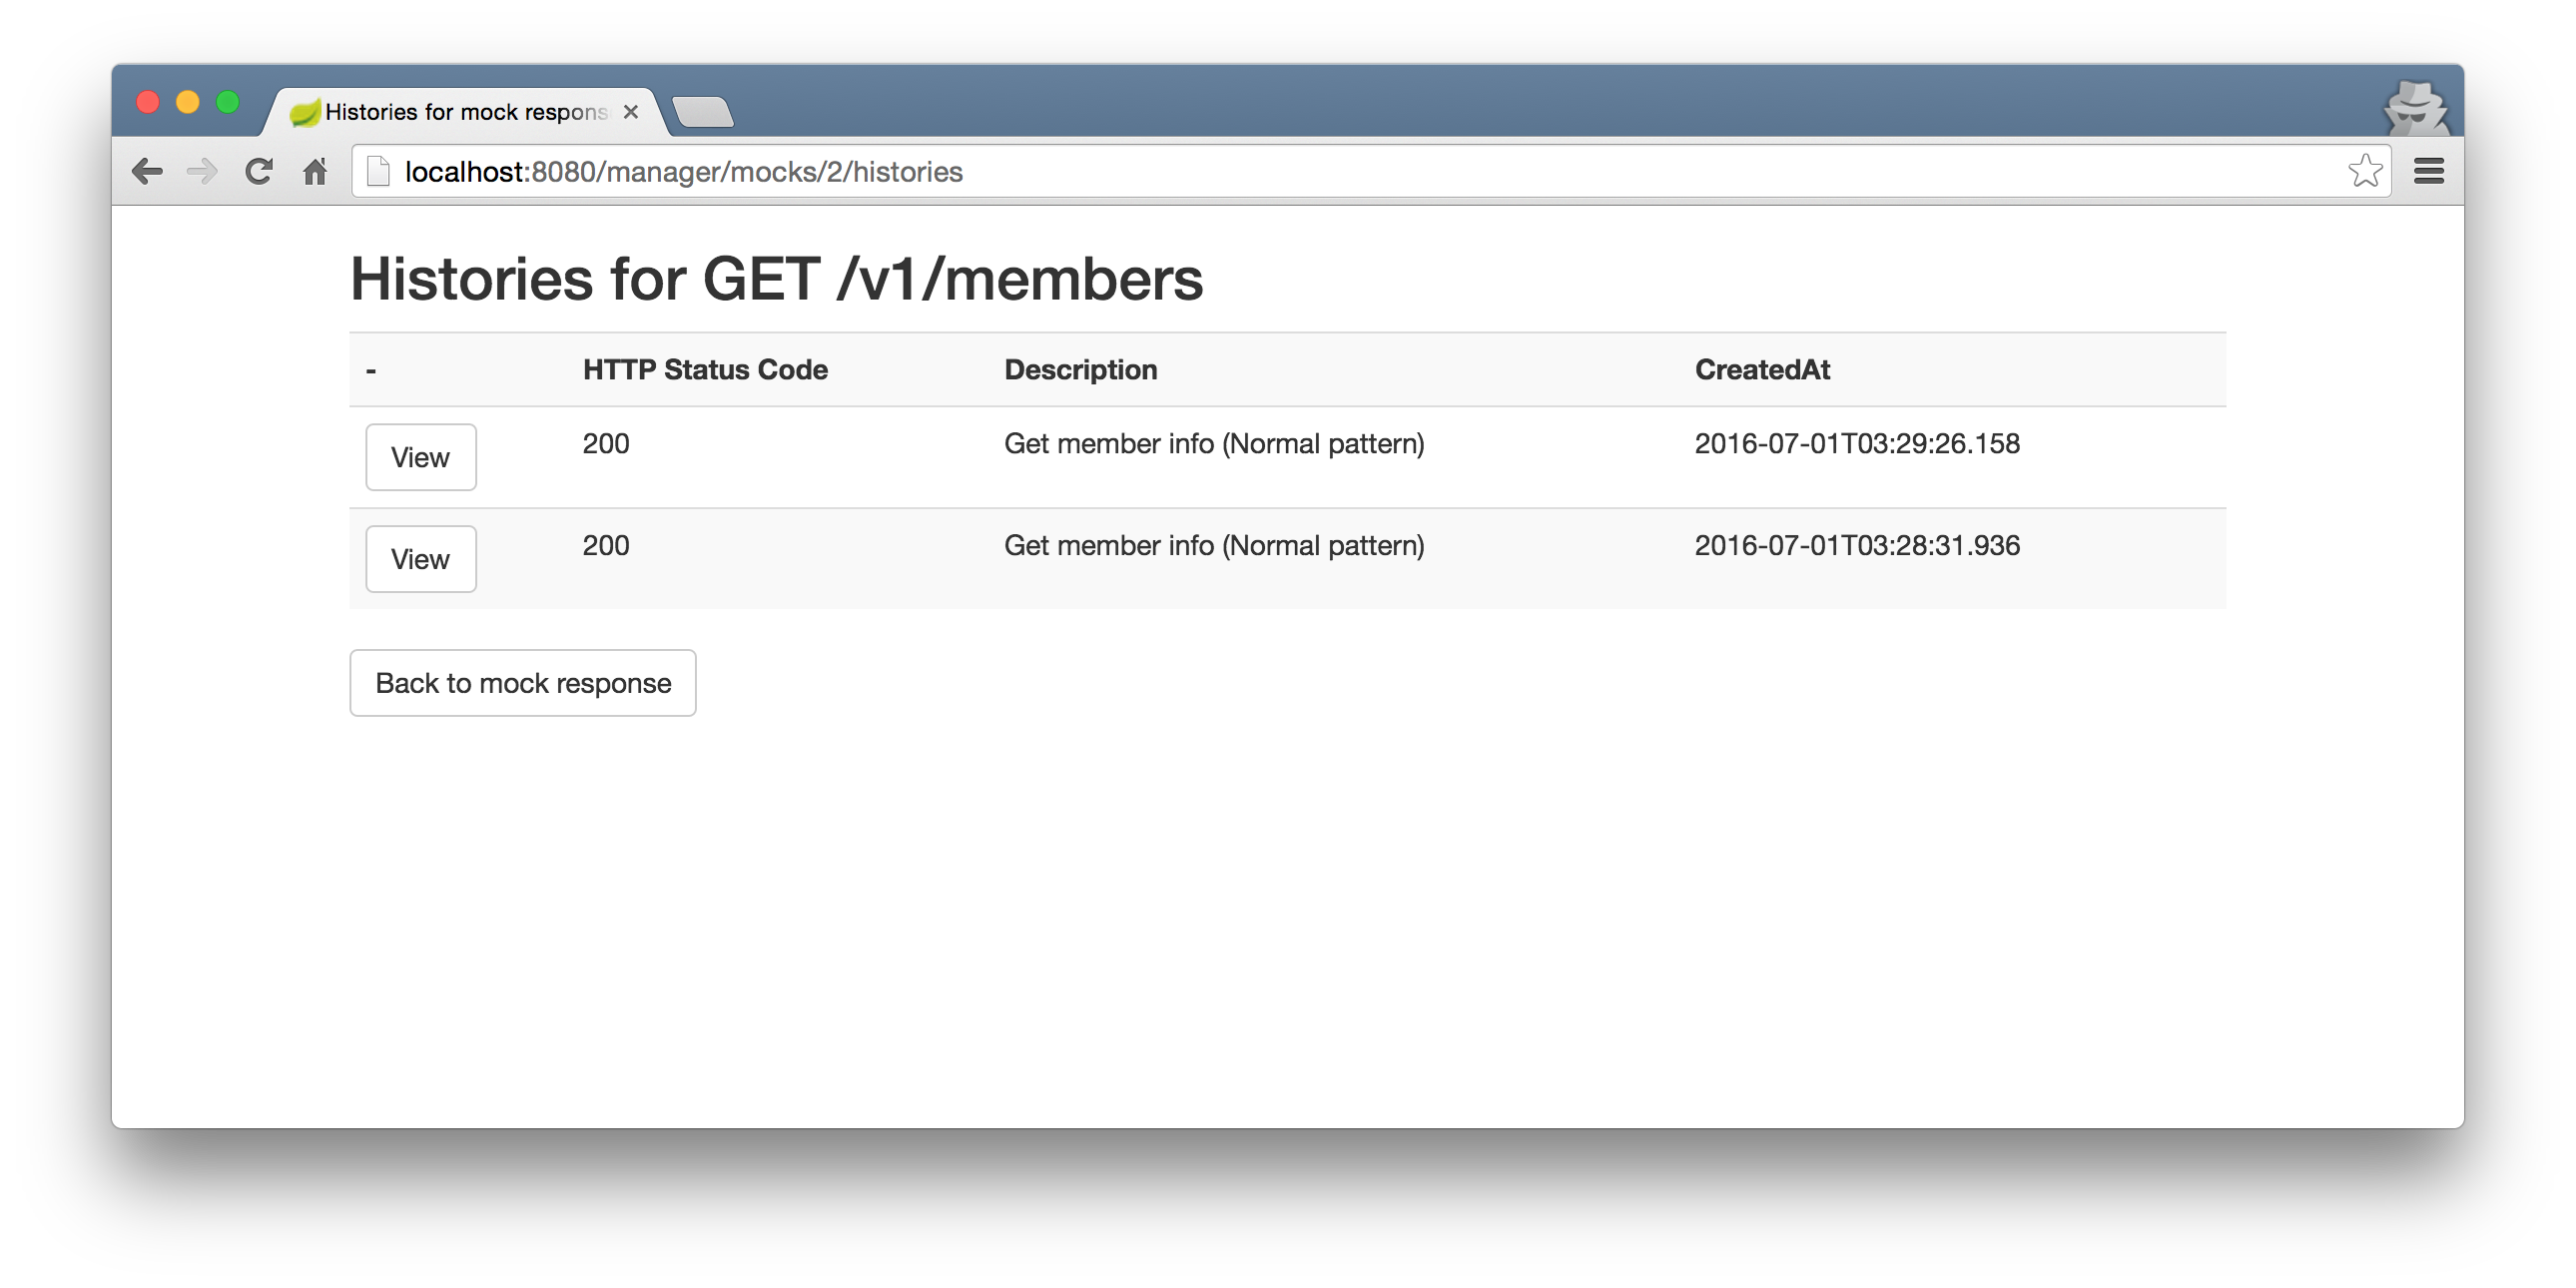 Histories for mock respons
localhost:8080/manager/mocks/2/histories
Histories for GET /v1/members
- HTTP Status Code Description CreatedAt
View 200 Get member info (Normal pattern) 2016-07-01T03:29:26.158
View 200 Get member info (Normal pattern) 2016-07-01T03:28:31.936
Back to mock response